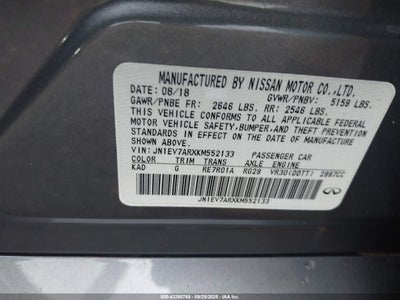 MANUFACTURED BY NISSAN MOTOR CO.,LTD.
DATE: 08/18 GVWR/PNBV: 5159 LBS.
GAWR/PNBE FR: 2646 LBS. RR: 2546 LBS.
THIS VEHICLE CONFORMS TO ALL APPLICABLE FEDERAL
MOTOR VEHICLE SAFETY,BUMPER,AND THEFT PREVENTION
STANDARDS IN EFFECT ON THE DATE OF MANUFACTURE
SHOWN ABOVE.
VIN: JN1EV7ARXKM552133 PASSENGER CAR
COLOR TRIM TRANS AXLE ENGINE
KAD G RE7R01A RG29 VR30(DDTT) 2997CC
JN1EV7ARXKM552133